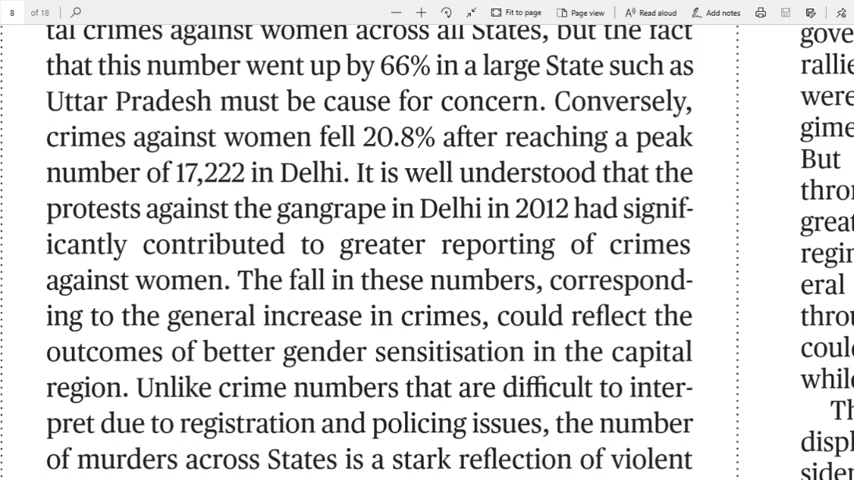 8 of 18 Fit to page Page view Read aloud Add notes
tal crimes against women across all States, but the fact
that this number went up by 66% in a large State such as
Uttar Pradesh must be cause for concern. Conversely,
crimes against women fell 20.8% after reaching a peak
number of 17,222 in Delhi. It is well understood that the
protests against the gangrape in Delhi in 2012 had signif-
icantly contributed to greater reporting of crimes
against women. The fall in these numbers, correspond-
ing to the general increase in crimes, could reflect the
outcomes of better gender sensitisation in the capital
region. Unlike crime numbers that are difficult to inter-
pret due to registration and policing issues, the number
of murders across States is a stark reflection of violent
gove
rallie
were
gime
But
thro
great
regin
eral
throu
could
while
Th
displ
siden